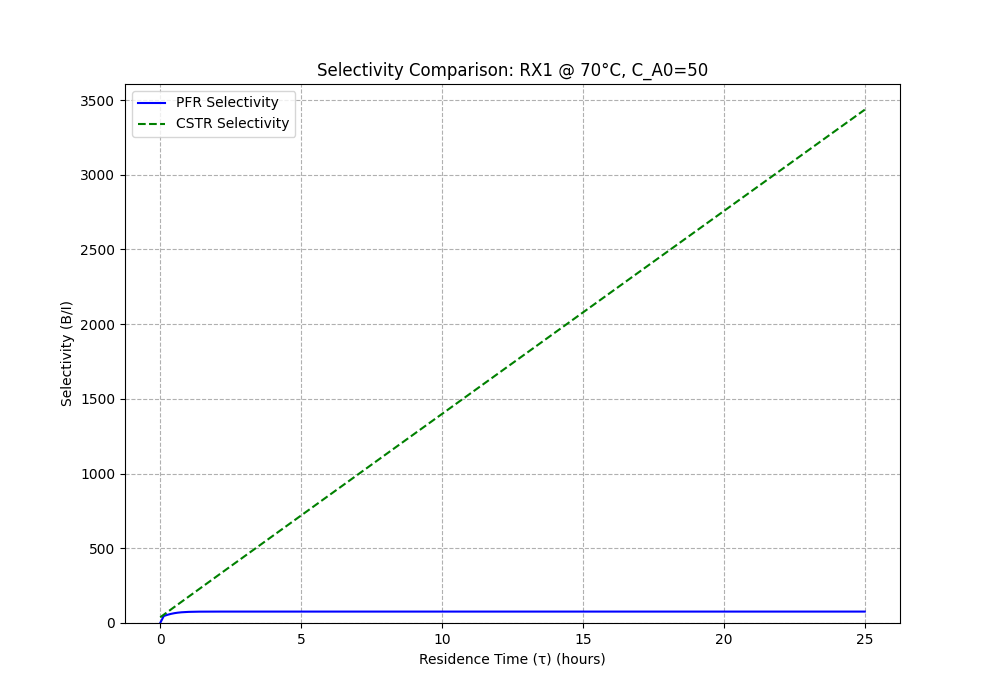 Selectivity Comparison: RX1 @ 70°C, C_A0=50
PFR Selectivity
CSTR Selectivity
Selectivity (B/I)
3500
3000
2500
2000
1500
1000
500
0
0 5 10 15 20 25
Residence Time (τ) (hours)